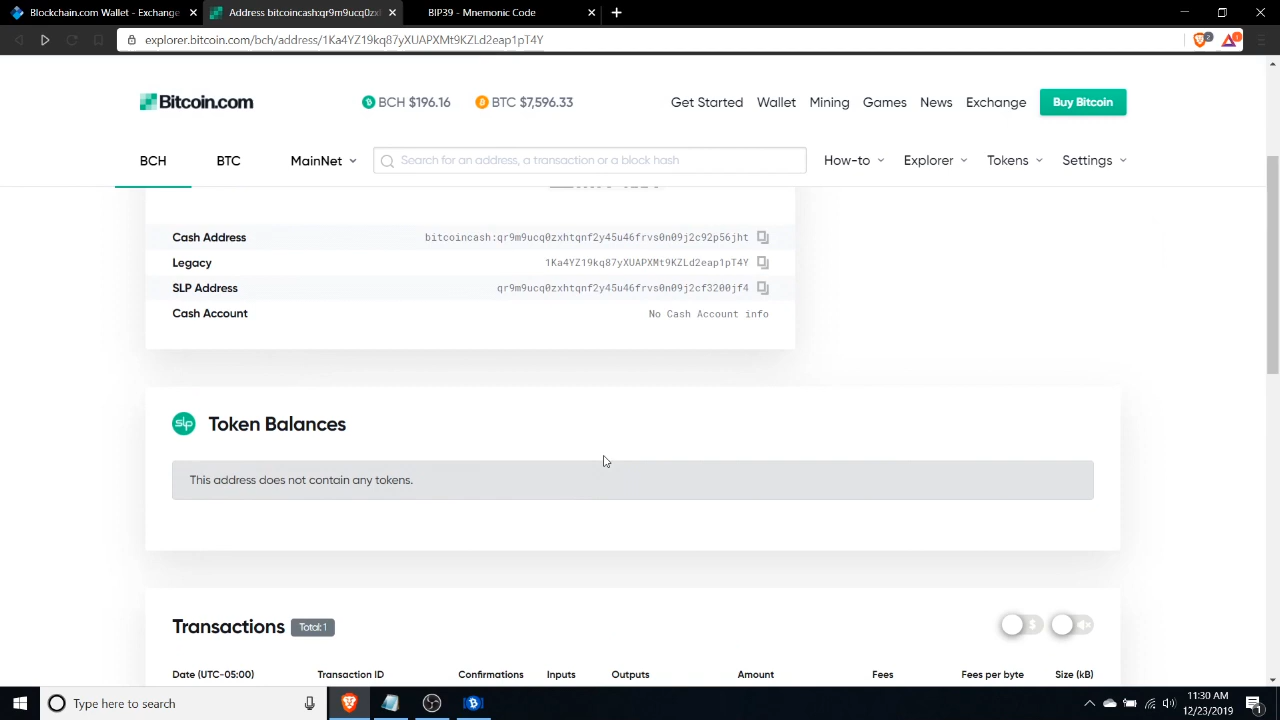 Blockchain.com Wallet - Exchange
Address bitcoincash:qr9m9ucq0zxl
BIP39 - Mnemonic Code
explorer.bitcoin.com/bch/address/1Ka4YZ19kq87yXUAPXMt9KZLd2eap1pT4Y
2
1
Bitcoin.com
BCH $196.16
BTC $7,596.33
Get Started
Wallet
Mining
Games
News
Exchange
Buy Bitcoin
BCH
BTC
MainNet
Search for an address, a transaction or a block hash
How-to
Explorer
Tokens
Settings
Cash Address
bitcoincash:qr9m9ucq0zxhtqnf2y45u46frvs0n09j2c92p56jht
Legacy
1Ka4YZ19kq87yXUAPXMt9KZLd2eap1pT4Y
SLP Address
qr9m9ucq0zxhtqnf2y45u46frvs0n09j2cf3200jf4
Cash Account
No Cash Account info
slp
Token Balances
This address does not contain any tokens.
Transactions
Total: 1
$
Date (UTC-05:00)
Transaction ID
Confirmations
Inputs
Outputs
Amount
Fees
Fees per byte
Size (kB)
Type here to search
11:30 AM
12/23/2019
1